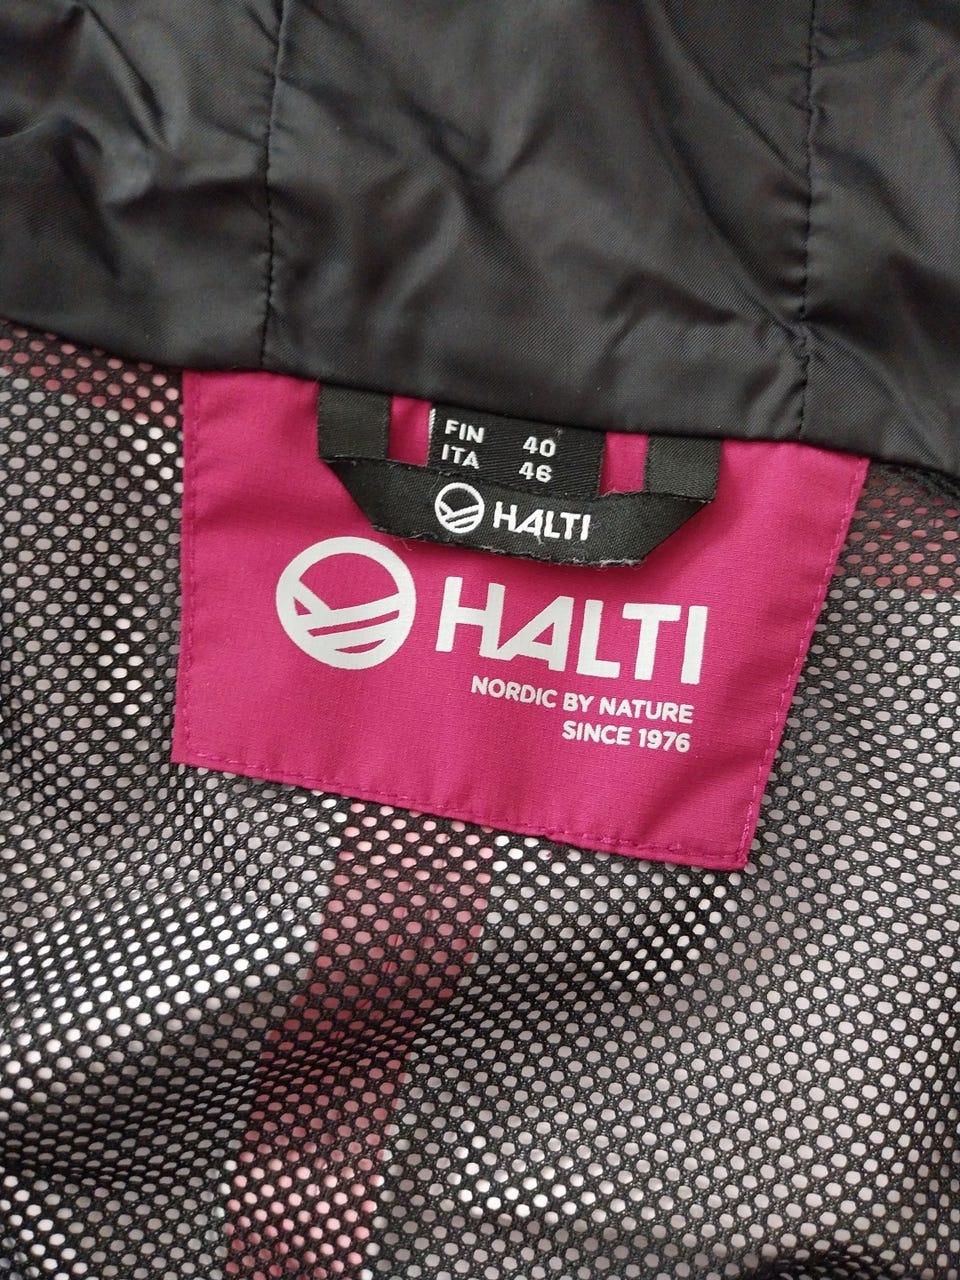 FIN 40
ITA 46
HALTI
HALTI
NORDIC BY NATURE
SINCE 1976